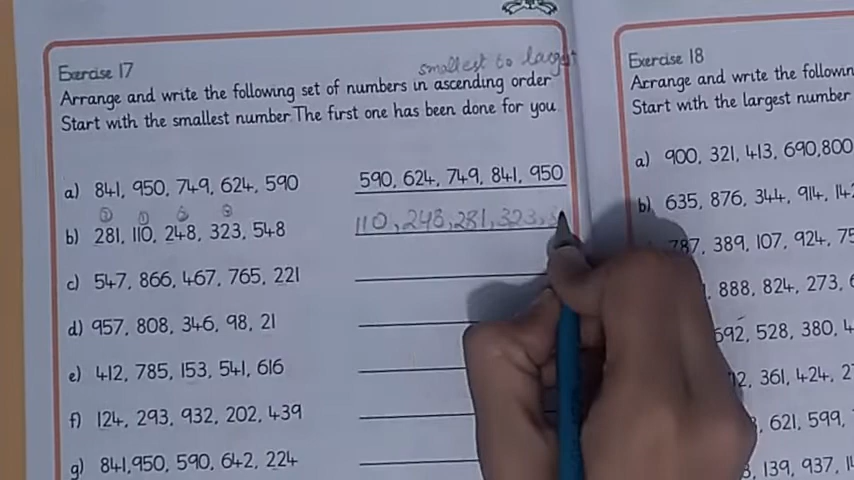 smallest to largest
Exercise 17
Arrange and write the following set of numbers in ascending order
Start with the smallest number The first one has been done for you
a) 841, 950, 749, 624, 590 590, 624, 749, 841, 950
b) 281, 110, 248, 323, 548 110, 248, 281, 323,
c) 547, 866, 467, 765, 221
d) 957, 808, 346, 98, 21
e) 412, 785, 153, 541, 616
f) 124, 293, 932, 202, 439
g) 841,950, 590, 642, 224
Exercise 18
Arrange and write the
Start with the largest number
a) 900, 321, 413, 690,800
b) 635, 876, 344, 914,
787, 389, 107, 924,
888, 824, 273,
692, 528, 380,
361, 424,
621, 599,
139, 937,